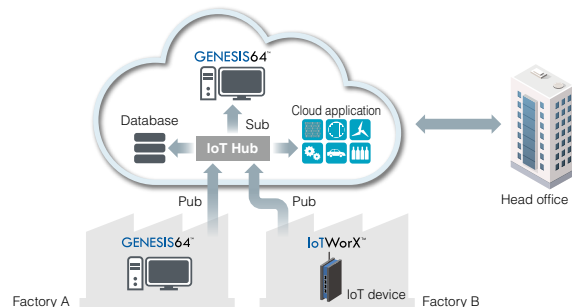 GENESIS64™
Database
Sub
Cloud application
IoT Hub
Pub
Pub
Head office
GENESIS64™
IoTWorX™
IoT device
Factory A
Factory B